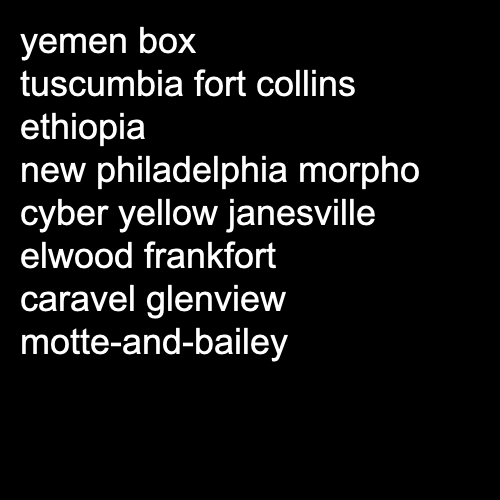 yemen box
tuscumbia fort collins
ethiopia
new philadelphia morpho
cyber yellow janesville
elwood frankfort
caravel glenview
motte-and-bailey